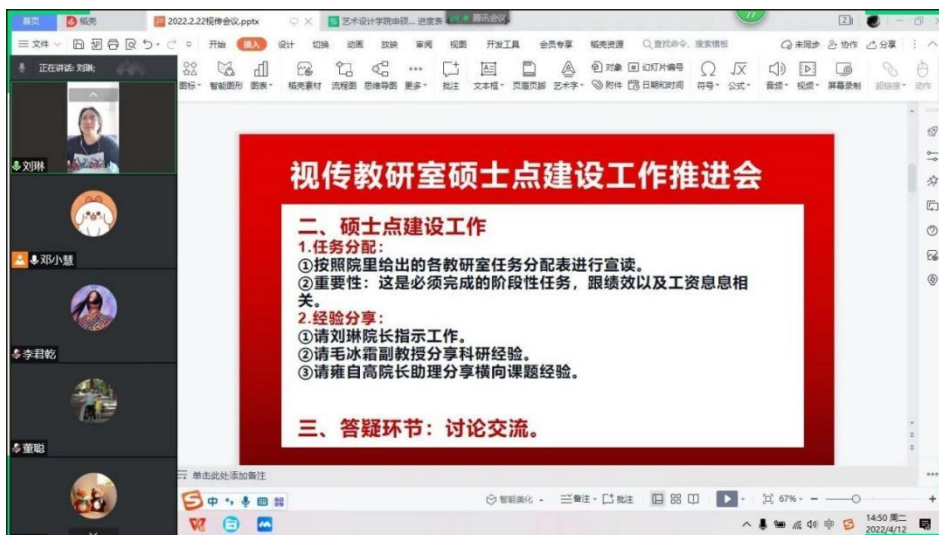 首页
稻壳
2022.2.22视传会议.pptx
艺术设计学院申硕... 进度表
腾讯会议
文件
开始
插入
设计
切换
动画
放映
审阅
视图
开发工具
会员专享
稻壳资源
查找命令、搜索模板
未同步
协作
分享
正在讲话: 刘琳;
图标
智能图形
图表
稻壳素材
流程图
思维导图
更多
批注
文本框
页眉页脚
艺术字
对象
幻灯片编号
附件
日期和时间
符号
公式
音频
视频
屏幕录制
超链接
动作
刘琳
邓小慧
李君乾
董聪
视传教研室硕士点建设工作推进会
二、硕士点建设工作
1.任务分配：
①按照院里给出的各教研室任务分配表进行宣读。
②重要性：这是必须完成的阶段性任务，跟绩效以及工资息息相
关。
2.经验分享：
①请刘琳院长指示工作。
②请毛冰霜副教授分享科研经验。
③请雍自高院长助理分享横向课题经验。
三、答疑环节：讨论交流。
单击此处添加备注
中
智能美化
备注
批注
67%
14:50 周二
2022/4/12